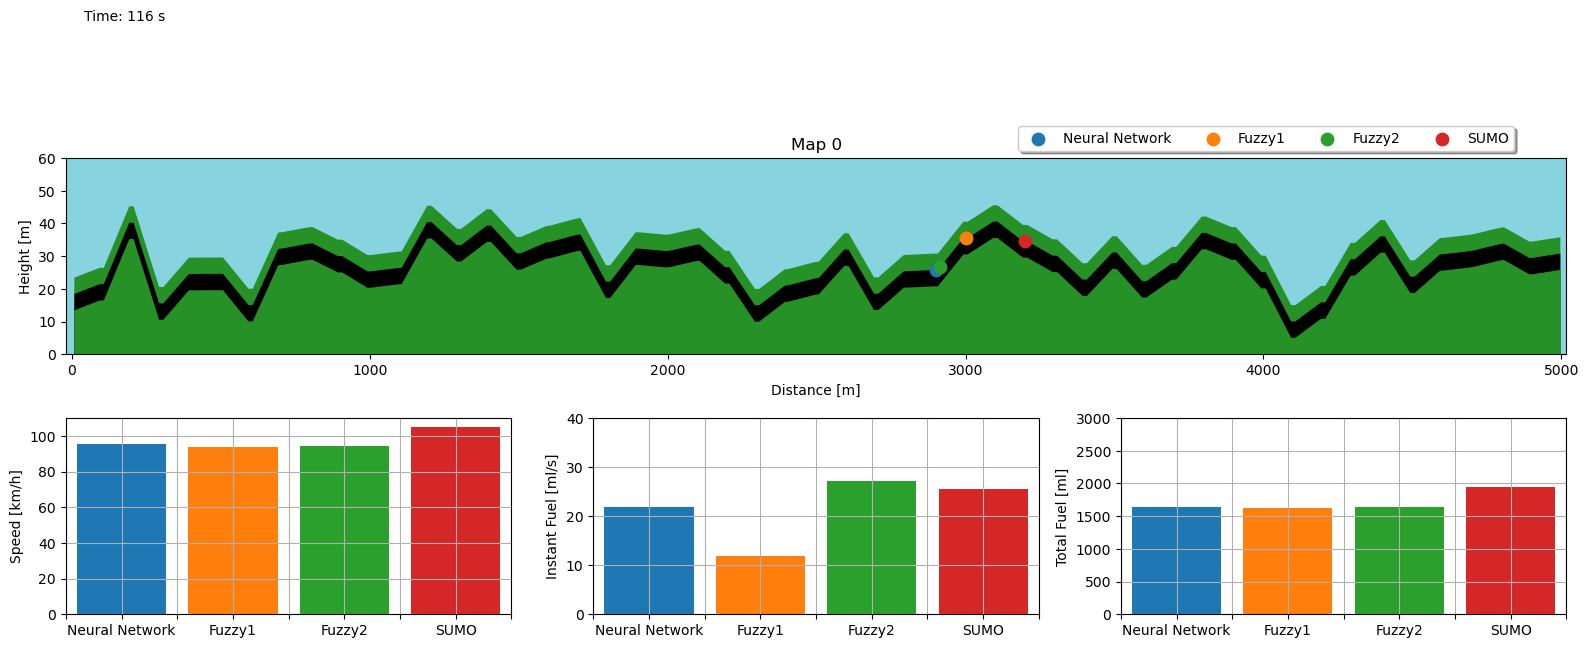 Time: 116 s
Neural Network Fuzzy1 Fuzzy2 SUMO
Map 0
60
50
40
30
20
10
0
Height [m]
0 1000 2000 3000 4000 5000
Distance [m]
100
80
60
40
20
0
Speed [km/h]
Neural Network Fuzzy1 Fuzzy2 SUMO
40
30
20
10
0
Instant Fuel [ml/s]
Neural Network Fuzzy1 Fuzzy2 SUMO
3000
2500
2000
1500
1000
500
0
Total Fuel [ml]
Neural Network Fuzzy1 Fuzzy2 SUMO